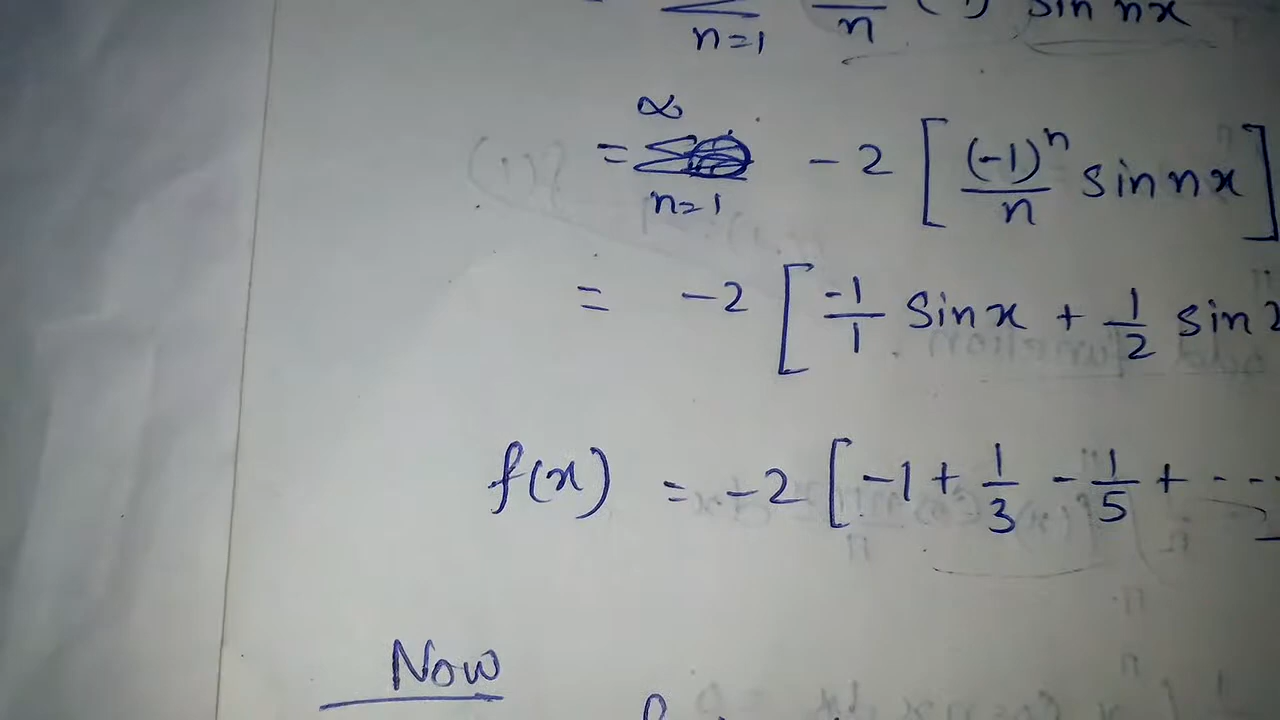 n=1 n sin nx
∞
= Σ -2 [ (-1)^n / n sin nx ]
n=1
= -2 [ -1/1 sin x + 1/2 sin
f(x) = -2 [ -1 + 1/3 - 1/5 + ---
Now